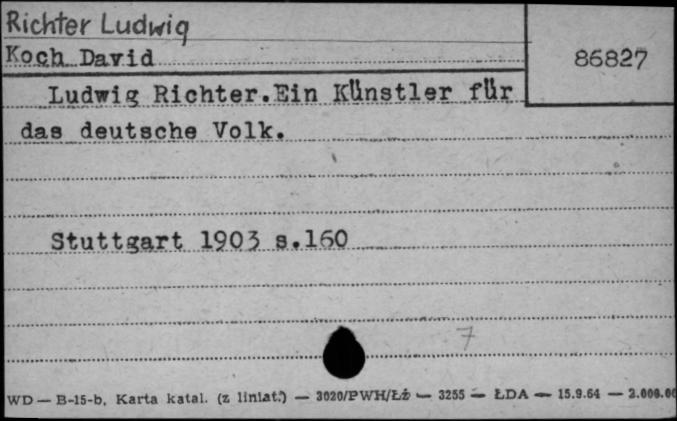 Richter Ludwig
Koch David
86827
Ludwig Richter.Ein Künstler für
das deutsche Volk.
Stuttgart 1903 s.160
7
WD — B-15-b, Karta katal. (z liniat.) — 3020/PWH/Łż — 3255 — ŁDA — 15.9.64 — 2.000.00